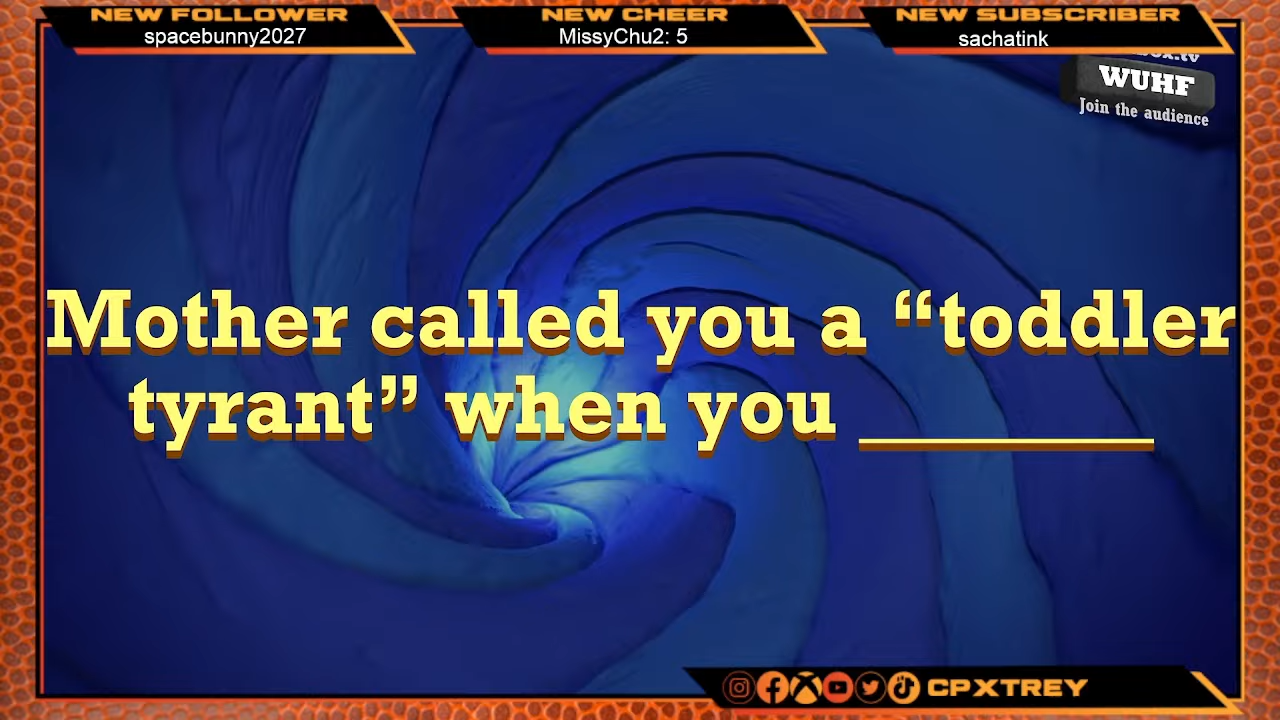 NEW FOLLOWER
spacebunny2027
NEW CHEER
MissyChu2: 5
NEW SUBSCRIBER
sachatink
WUHF
Join the audience
Mother called you a “toddler
tyrant” when you ________
CPXTREY